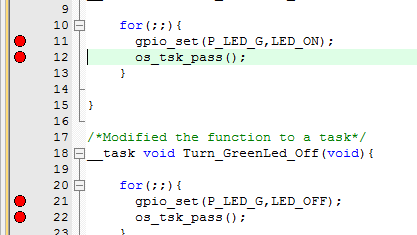 9
10 for(;;){
11 gpio_set(P_LED_G,LED_ON);
12 os_tsk_pass();
13 }
14
15 }
16
17 /*Modified the function to a task*/
18 __task void Turn_GreenLed_Off(void){
19
20 for(;;){
21 gpio_set(P_LED_G,LED_OFF);
22 os_tsk_pass();
23 }